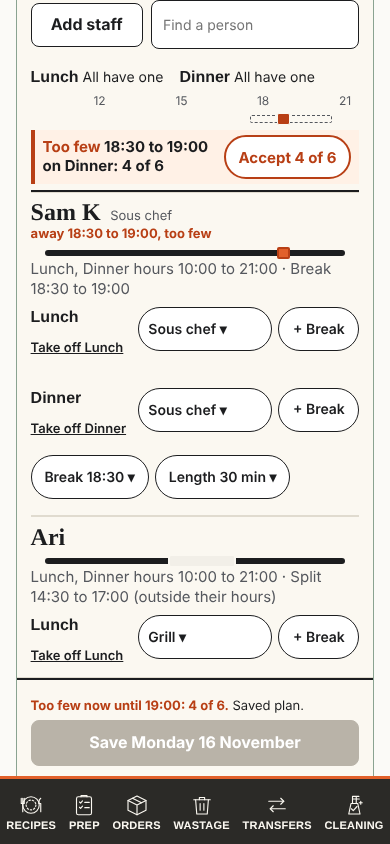 Add staff
Find a person
Lunch All have one Dinner All have one
12 15 18 21
Too few 18:30 to 19:00
on Dinner: 4 of 6
Accept 4 of 6
Sam K Sous chef
away 18:30 to 19:00, too few
Lunch, Dinner hours 10:00 to 21:00 · Break
18:30 to 19:00
Lunch
Take off Lunch
Sous chef ▾
+ Break
Dinner
Take off Dinner
Sous chef ▾
+ Break
Break 18:30 ▾
Length 30 min ▾
Ari
Lunch, Dinner hours 10:00 to 21:00 · Split
14:30 to 17:00 (outside their hours)
Lunch
Take off Lunch
Grill ▾
+ Break
Too few now until 19:00: 4 of 6. Saved plan.
Save Monday 16 November
RECIPES PREP ORDERS WASTAGE TRANSFERS CLEANING